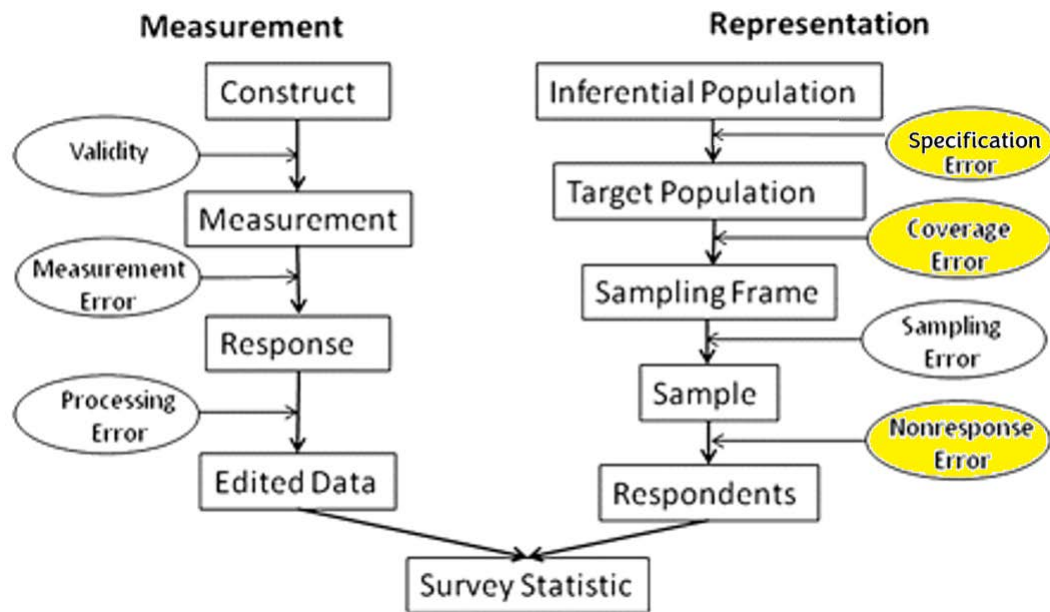 Measurement
Representation
Construct
Inferential Population
Validity
Specification
Error
Measurement
Target Population
Measurement
Error
Coverage
Error
Sampling Frame
Response
Sampling
Error
Processing
Error
Sample
Nonresponse
Error
Edited Data
Respondents
Survey Statistic